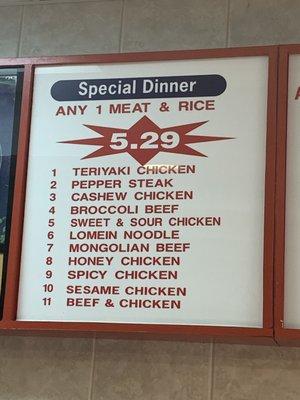 Special Dinner
ANY 1 MEAT & RICE
5.29
1 TERIYAKI CHICKEN
2 PEPPER STEAK
3 CASHEW CHICKEN
4 BROCCOLI BEEF
5 SWEET & SOUR CHICKEN
6 LOMEIN NOODLE
7 MONGOLIAN BEEF
8 HONEY CHICKEN
9 SPICY CHICKEN
10 SESAME CHICKEN
11 BEEF & CHICKEN